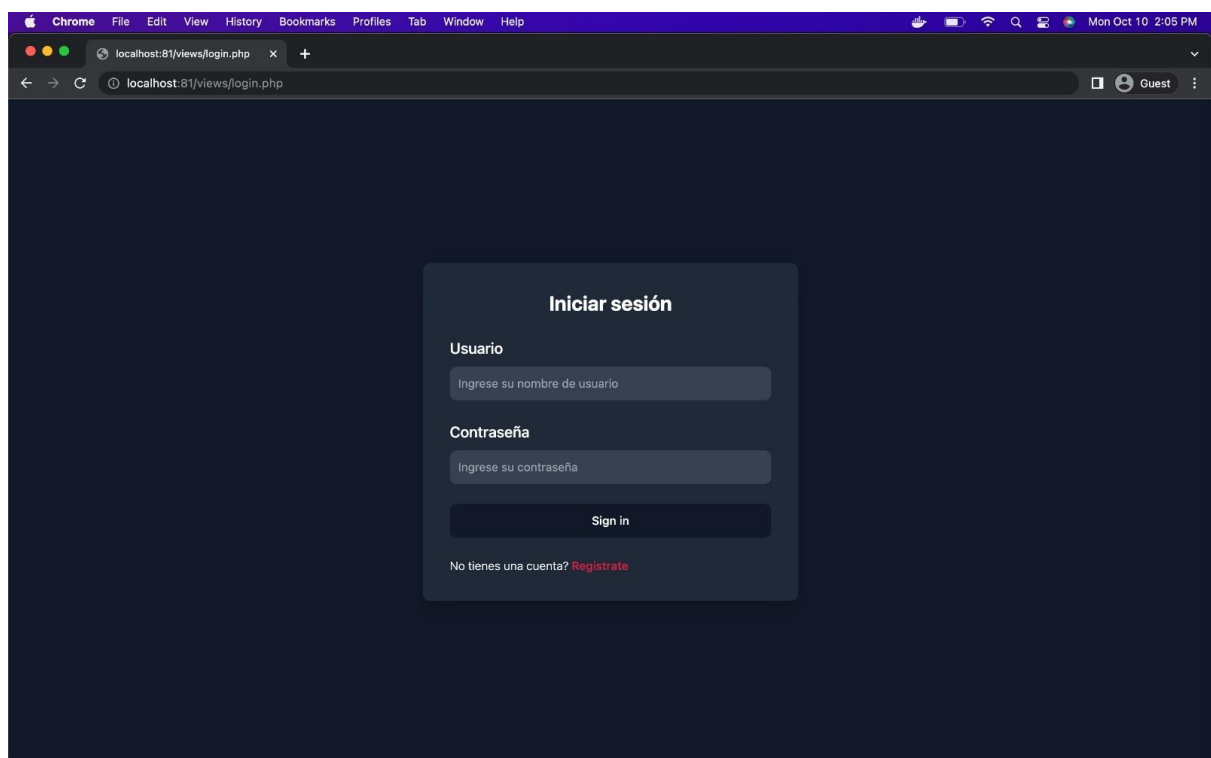 Chrome File Edit View History Bookmarks Profiles Tab Window Help Mon Oct 10 2:05 PM
localhost:81/views/login.php
localhost:81/views/login.php Guest
Iniciar sesión
Usuario
Ingrese su nombre de usuario
Contraseña
Ingrese su contraseña
Sign in
No tienes una cuenta? Registrate